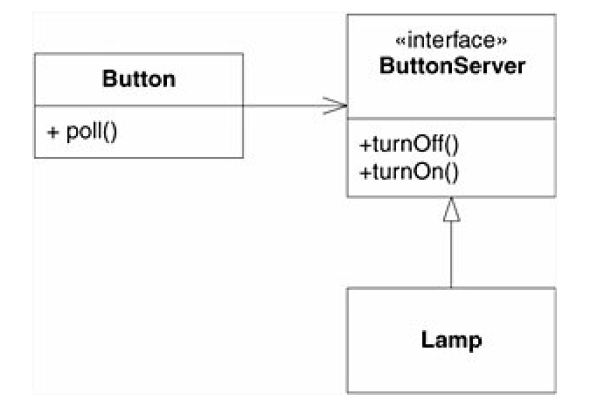 Button
+ poll()
«interface»
ButtonServer
+turnOff()
+turnOn()
Lamp